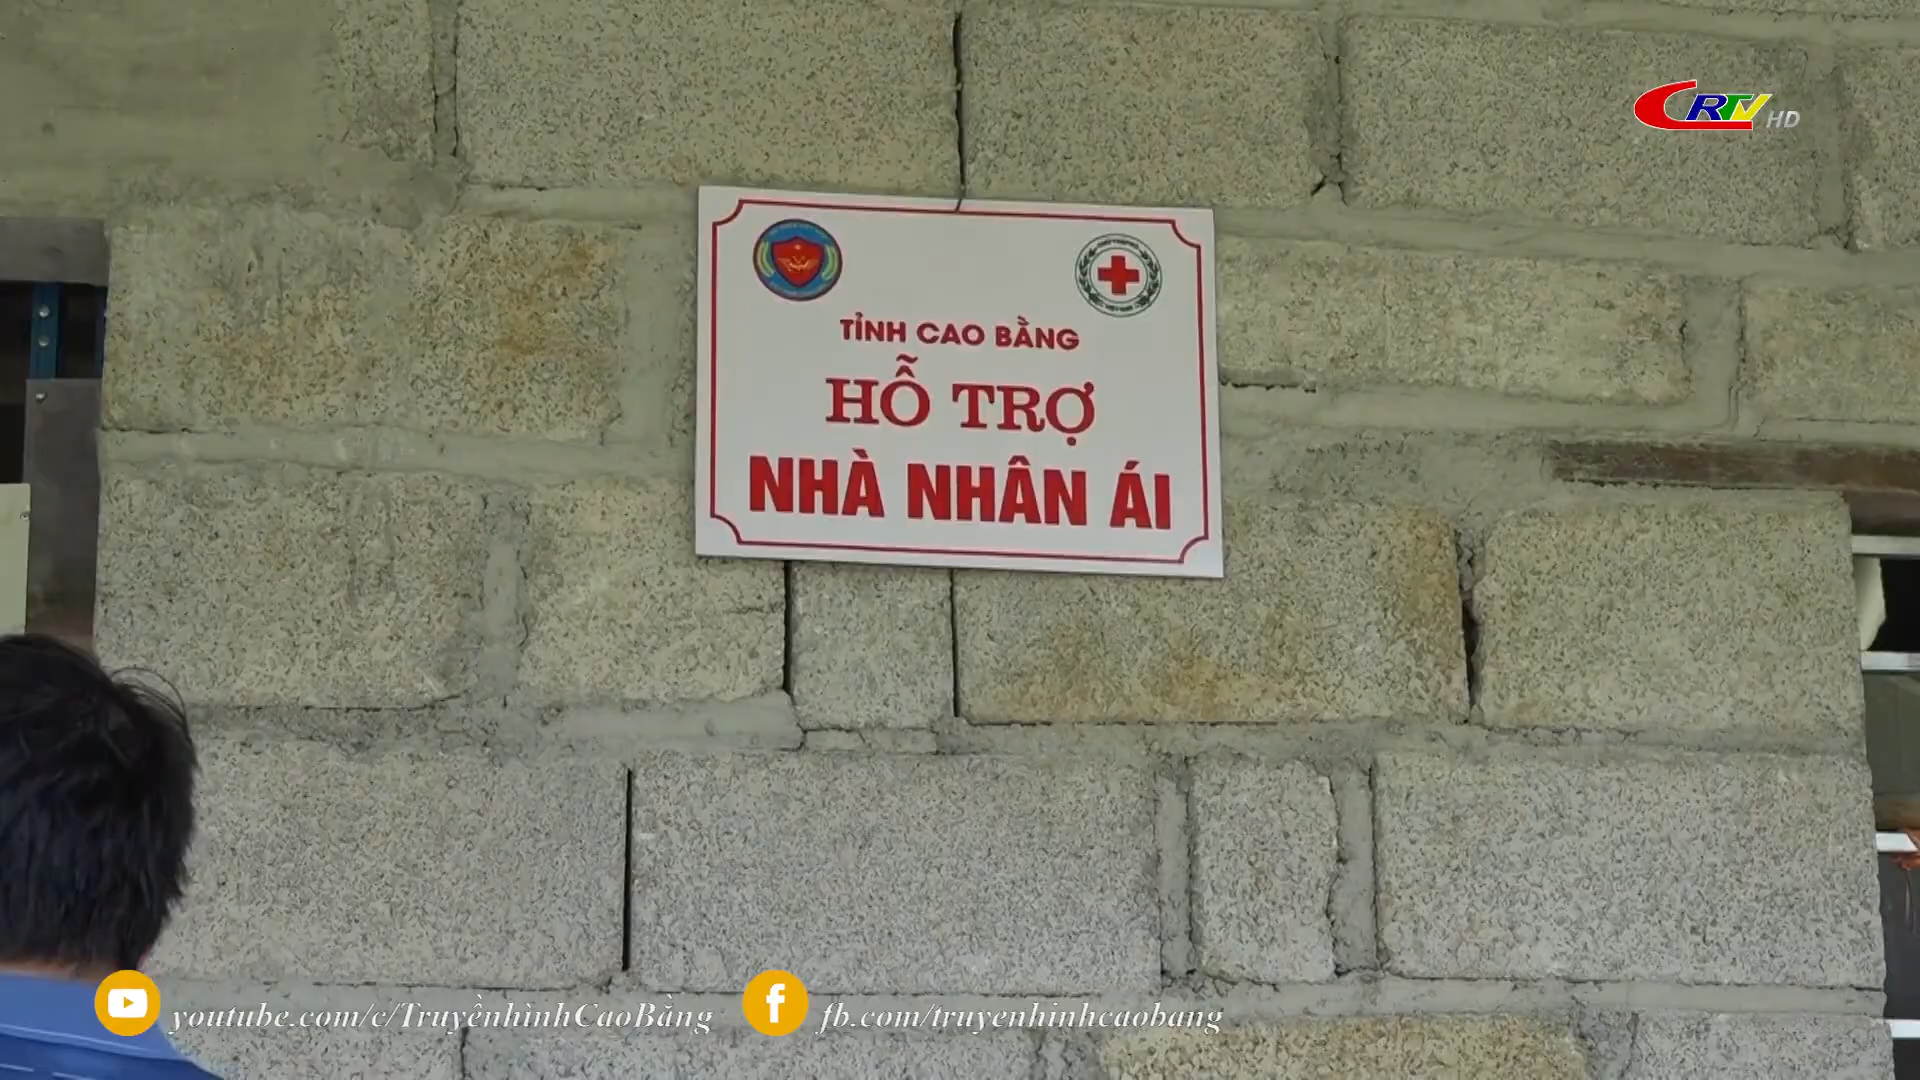 CRTV HD
TỈNH CAO BẰNG
HỖ TRỢ
NHÀ NHÂN ÁI
youtube.com/c/TruyềnhìnhCaoBằng
fb.com/truyenhinhcaobang